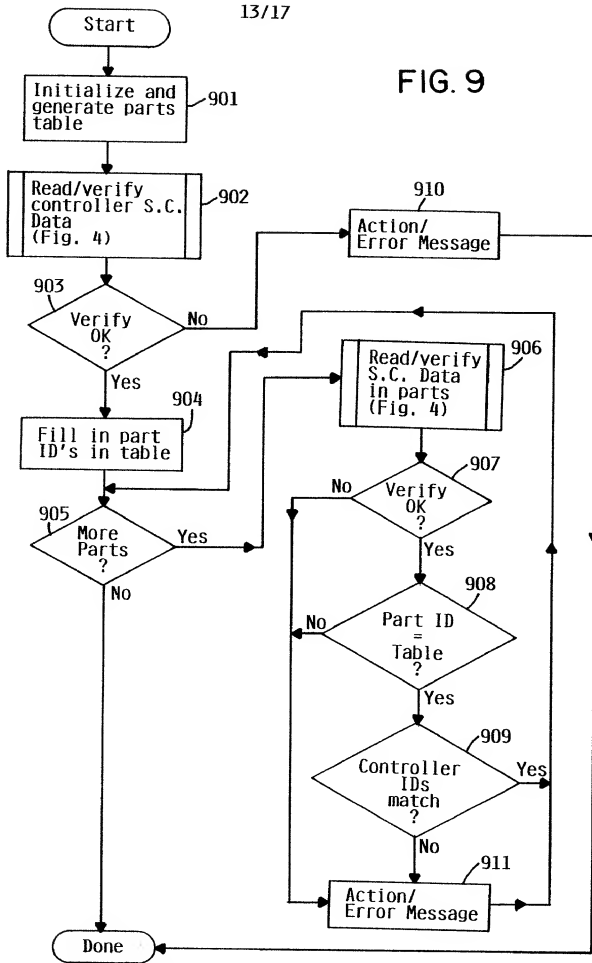 13/17
Start
FIG. 9
Initialize and
generate parts
table
901
Read/verify
controller S.C.
Data
(Fig. 4)
902
910
Action/
Error Message
903
Verify
OK
?
No
Yes
904
Fill in part
ID's in table
906
Read/verify
S.C. Data
in parts
(Fig. 4)
905
More
Parts
?
Yes
No
907
Verify
OK
?
No
Yes
908
Part ID
=
Table
?
No
Yes
909
Controller
IDs
match
?
Yes
No
911
Action/
Error Message
Done